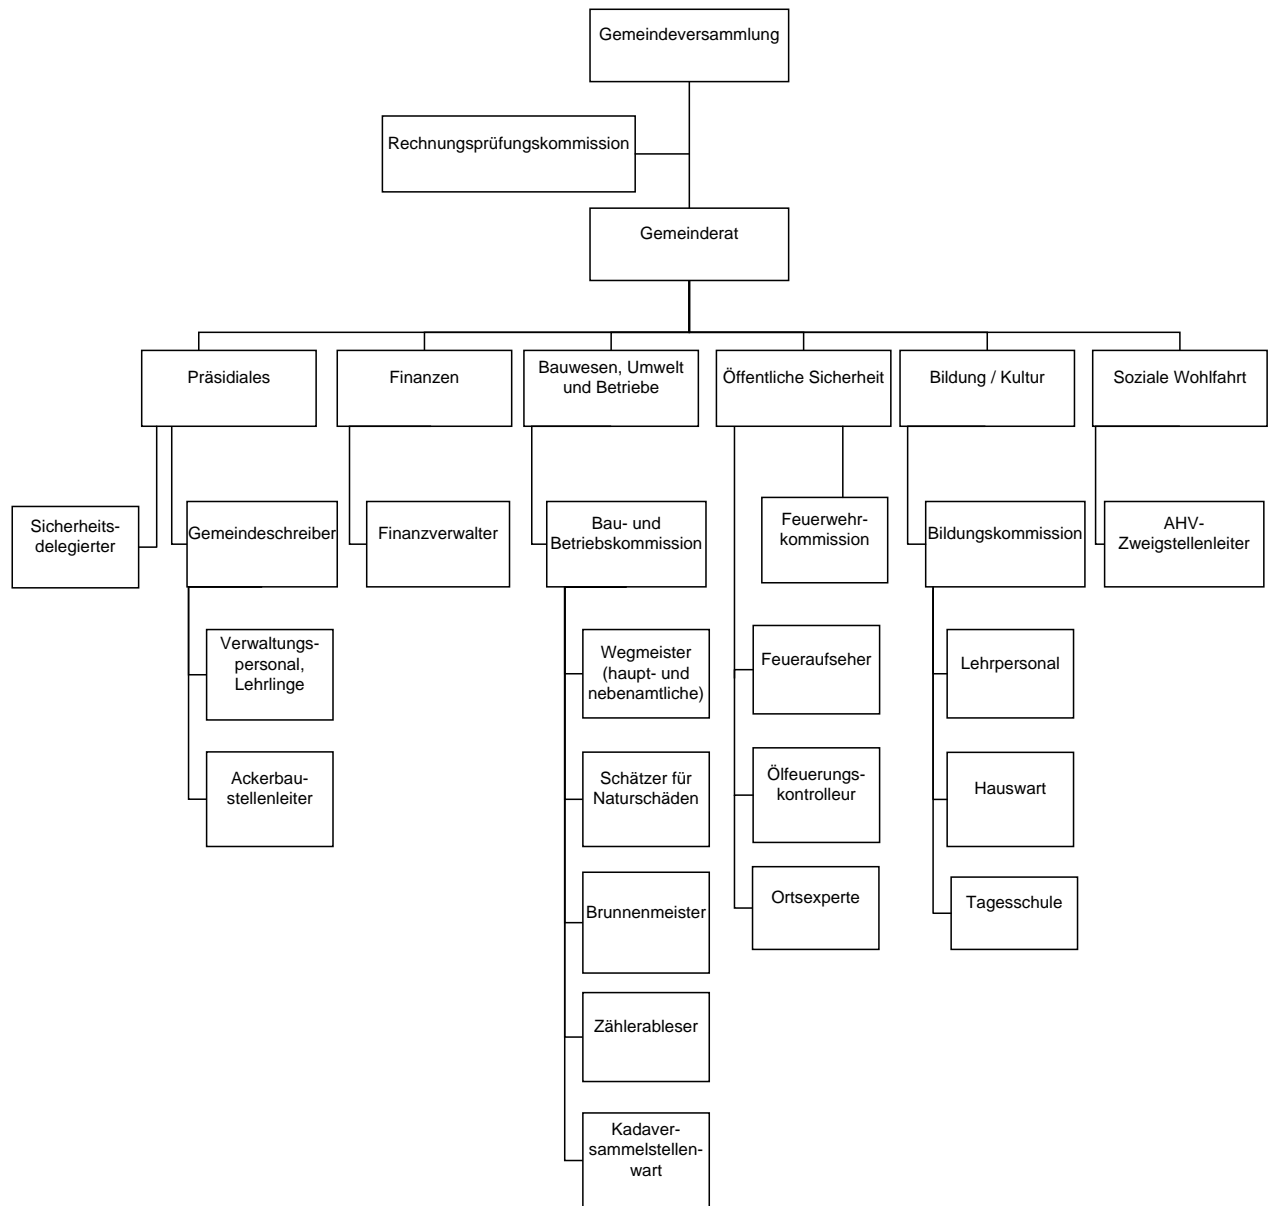 Gemeindeversammlung
Rechnungsprüfungskommission
Gemeinderat
Präsidiales
Finanzen
Bauwesen, Umwelt
und Betriebe
Öffentliche Sicherheit
Bildung / Kultur
Soziale Wohlfahrt
Sicherheits-
delegierter
Gemeindeschreiber
Finanzverwalter
Bau- und
Betriebskommission
Feuerwehr-
kommission
Bildungskommission
AHV-
Zweigstellenleiter
Verwaltungs-
personal,
Lehrlinge
Wegmeister
(haupt- und
nebenamtliche)
Feueraufseher
Lehrpersonal
Ackerbau-
stellenleiter
Schätzer für
Naturschäden
Ölfeuerungs-
kontrolleur
Hauswart
Brunnenmeister
Ortsexperte
Tagesschule
Zählerableser
Kadaver-
sammelstellen-
wart